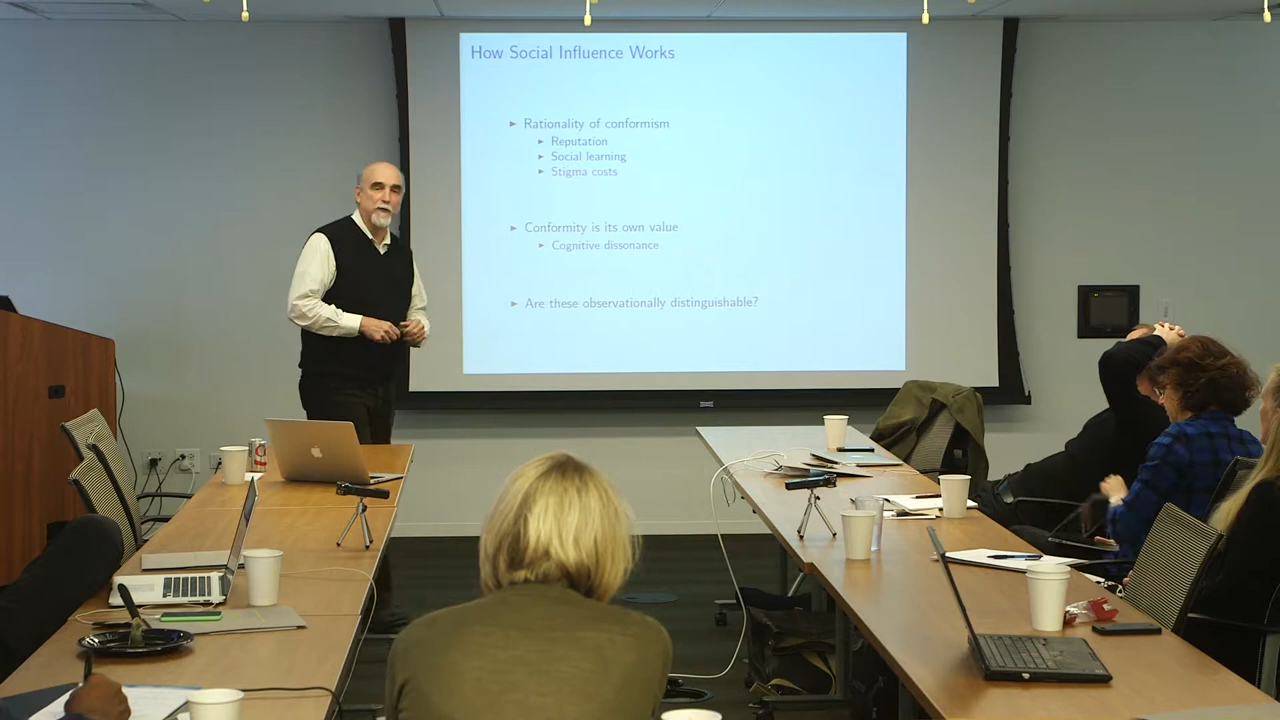 How Social Influence Works
▶ Rationality of conformism
▶ Reputation
▶ Social learning
▶ Stigma costs
▶ Conformity is its own value
▶ Cognitive dissonance
▶ Are these observationally distinguishable?